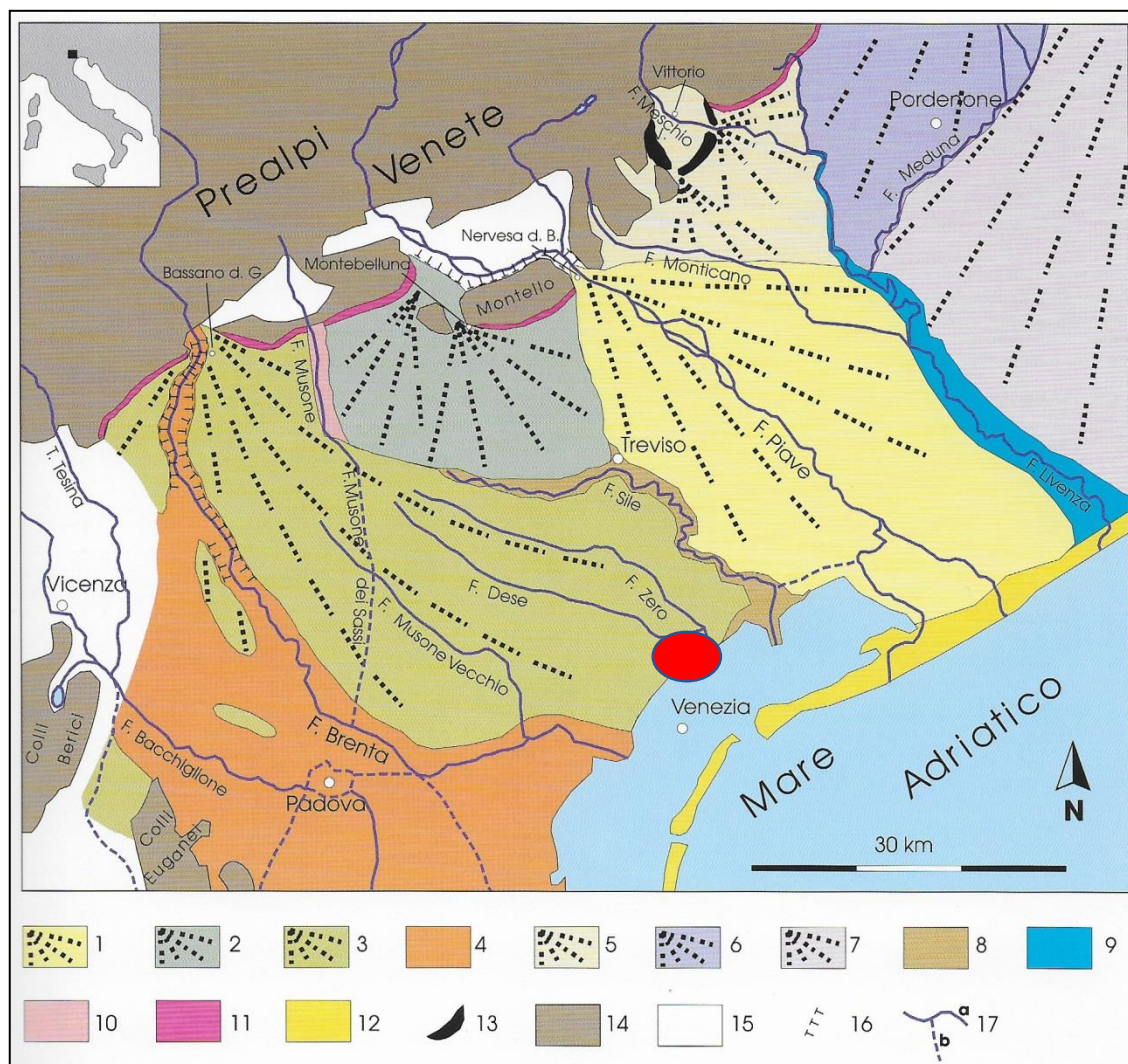 Prealpi
Venete
Vittorio
F. Meschio
Pordenone
F. Meduna
Nervesa d. B.
F. Monticano
Montebelluna
Montello
Bassano d. G.
F. Musone
Treviso
F. Piave
F. Livenza
T. Tesina
F. Sile
F. Musone
dei Sassi
F. Zero
F. Dese
F. Musone Vecchio
Vicenza
Venezia
Colli
Berici
F. Brenta
F. Bacchiglione
Padova
Colli
Euganei
Mare Adriatico
N
30 km
1 2 3 4 5 6 7 8 9
10 11 12 13 14 15 16 a b 17